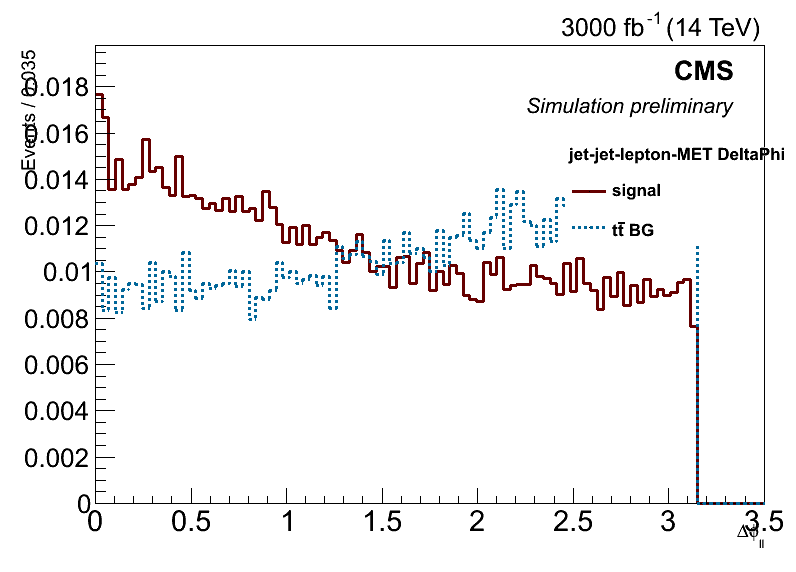 3000 fb⁻¹ (14 TeV)
CMS
Simulation preliminary
jet-jet-lepton-MET DeltaPhi
signal
tt̄ BG
Events / 0.035
0.018
0.016
0.014
0.012
0.01
0.008
0.006
0.004
0.002
0
0 0.5 1 1.5 2 2.5 3 3.5
Δϕ_ll